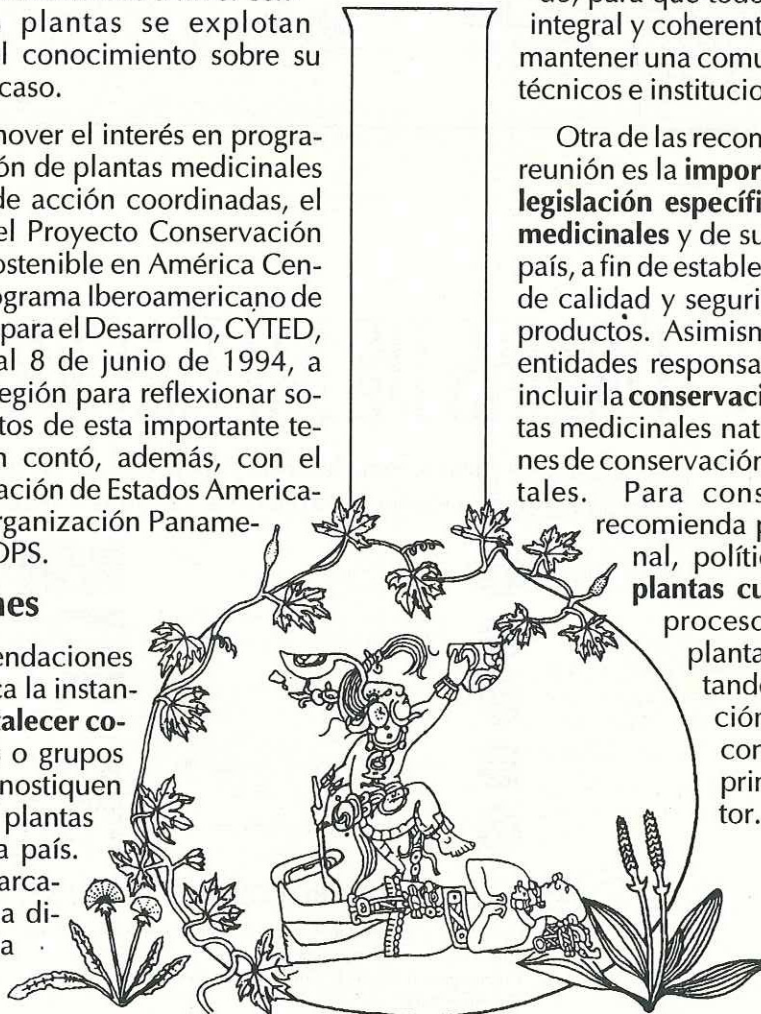 plantas se explotan
conocimiento sobre su
caso.
mover el interés en progra-
ón de plantas medicinales
de acción coordinadas, el
el Proyecto Conservación
ostenible en América Cen-
ograma Iberoamericano de
para el Desarrollo, CYTED,
al 8 de junio de 1994, a
región para reflexionar so-
tos de esta importante te-
n contó, además, con el
ación de Estados America-
rganización Paname-
OPS.
nes
endaciones
ca la instan-
talecer co-
o grupos
nostiquen
plantas
a país.
arca-
a di-
a
integral y coherent
mantener una comu
técnicos e institucio
Otra de las recon
reunión es la impor
legislación específi
medicinales y de su
país, a fin de estable
de calidad y seguri
productos. Asimism
entidades responsa
incluir la conservaci
tas medicinales nat
nes de conservación
tales. Para cons
recomienda p
nal, polític
plantas cu
proceso
planta
tand
ción
con
prin
tor.